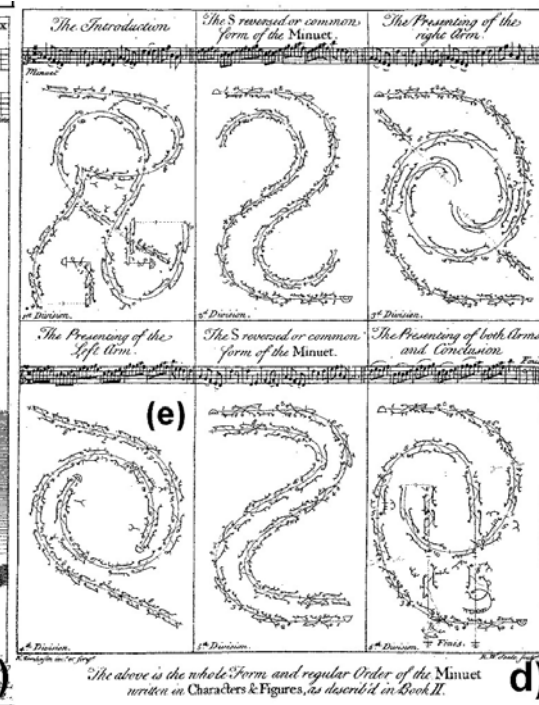 The Introduction
The S reversed or common
form of the Minuet.
The Presenting of the
right Arm.
Minuet
1st Division.
2d Division.
3d Division.
The Presenting of the
Left Arm.
The S reversed or common
form of the Minuet.
The Presenting of both Arms
and Conclusion
(e)
4th Division.
5th Division.
6th Division.
Finis.
The above is the whole Form and regular Order of the Minuet
written in Characters & Figures, as describ'd in Book II.
d)